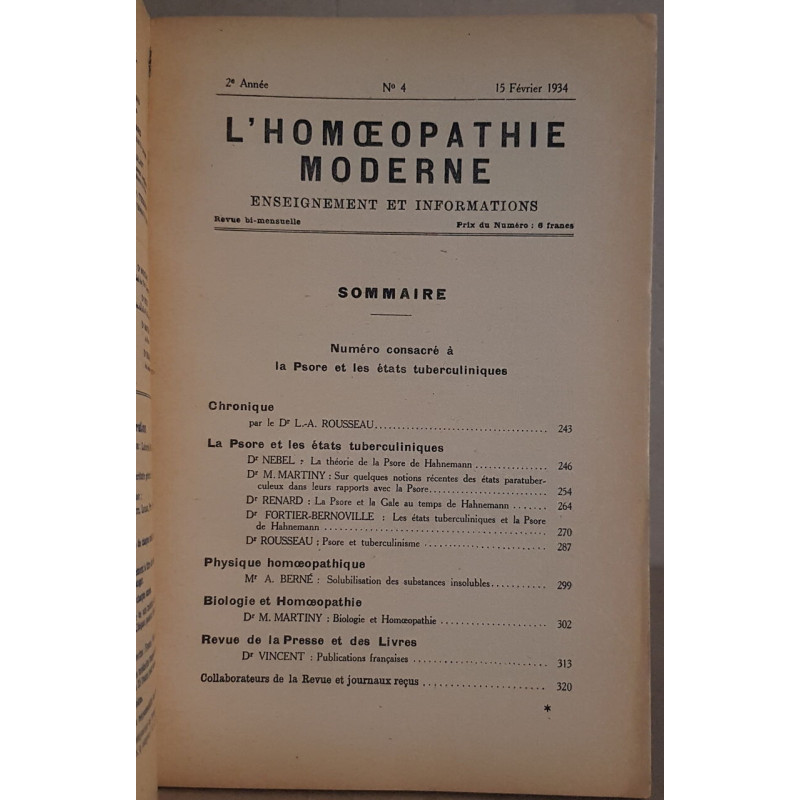 2e Année
No 4
15 Février 1934
L'HOMŒOPATHIE
MODERNE
ENSEIGNEMENT ET INFORMATIONS
Revue bi-mensuelle
Prix du Numéro : 6 francs
SOMMAIRE
Numéro consacré à
la Psore et les états tuberculiniques
Chronique
par le Dr L.-A. ROUSSEAU 243
La Psore et les états tuberculiniques
Dr NEBEL : La théorie de la Psore de Hahnemann 246
Dr M. MARTINY : Sur quelques notions récentes des états paratuber-
culeux dans leurs rapports avec la Psore 254
Dr RENARD : La Psore et la Gale au temps de Hahnemann 264
Dr FORTIER-BERNOVILLE : Les états tuberculiniques et la Psore
de Hahnemann 270
Dr ROUSSEAU : Psore et tuberculinisme 287
Physique homœopathique
Mr A. BERNÉ : Solubilisation des substances insolubles 299
Biologie et Homœopathie
Dr M. MARTINY : Biologie et Homœopathie 302
Revue de la Presse et des Livres
Dr VINCENT : Publications françaises 313
Collaborateurs de la Revue et journaux reçus 320
*